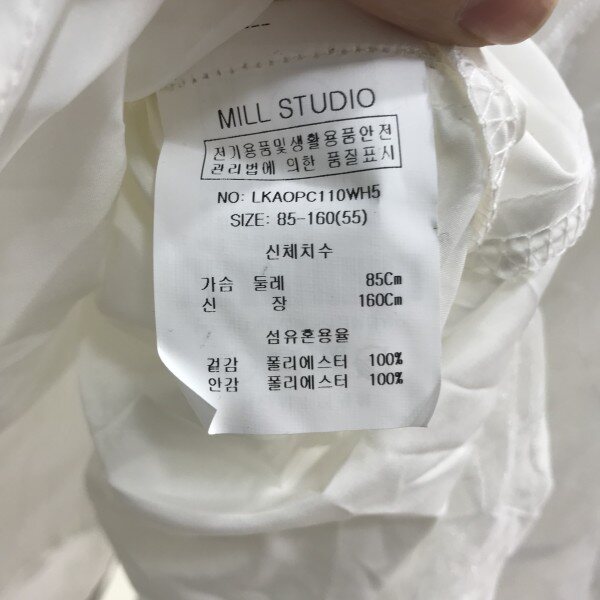 MILL STUDIO
전기용품및생활용품안전
관리법에 의한 품질표시
NO: LKAOPC110WH5
SIZE: 85-160(55)
신체치수
가슴 둘레 85Cm
신 장 160Cm
섬유혼용율
겉감 폴리에스터 100%
안감 폴리에스터 100%